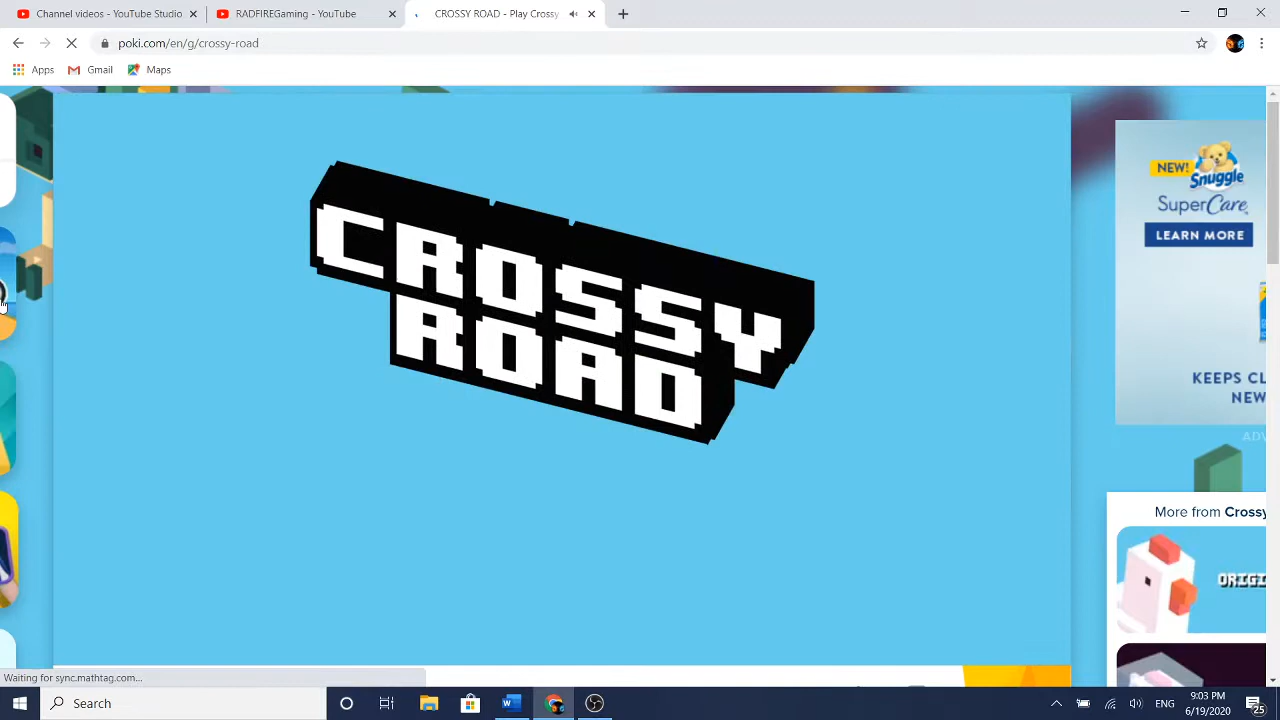 Channel videos - YouTube Studio
RADFIREGaming - YouTube
CROSSY ROAD - Play Crossy
poki.com/en/g/crossy-road
Apps
Gmail
Maps
CROSSY
ROAD
NEW!
Snuggle
SuperCare
LEARN MORE
KEEPS
NEW
More from Crossy
Waiting for sync.mathtag.com...
Search
ENG
9:03 PM
6/19/2020
25